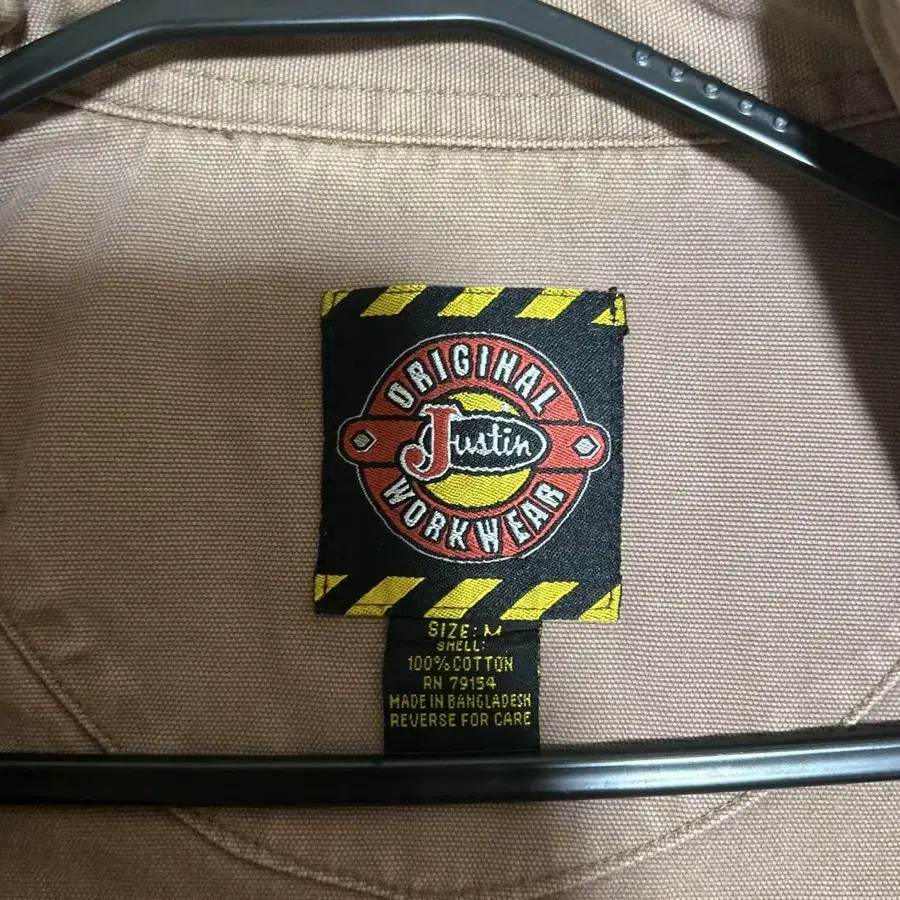 ORIGINAL
Justin
WORKWEAR
SIZE: M
SHELL:
100% COTTON
RN 79154
MADE IN BANGLADESH
REVERSE FOR CARE